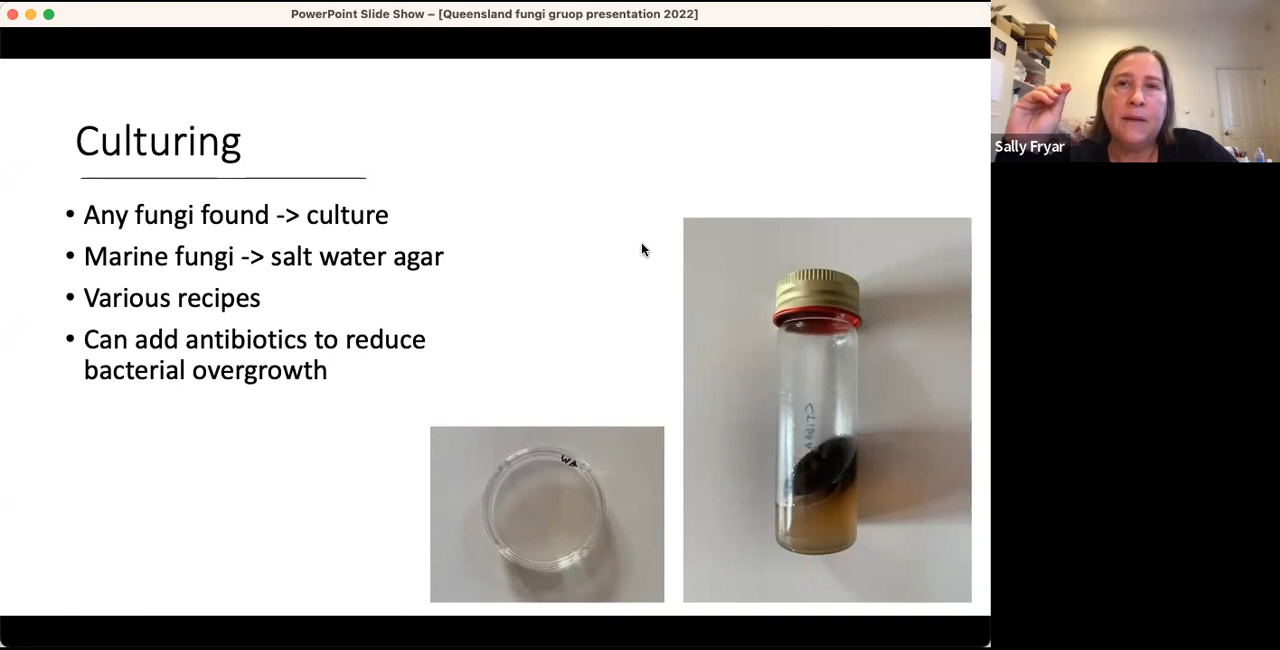 PowerPoint Slide Show – [Queensland fungi gruop presentation 2022]
Sally Fryar
Culturing
• Any fungi found -> culture
• Marine fungi -> salt water agar
• Various recipes
• Can add antibiotics to reduce
bacterial overgrowth
WA